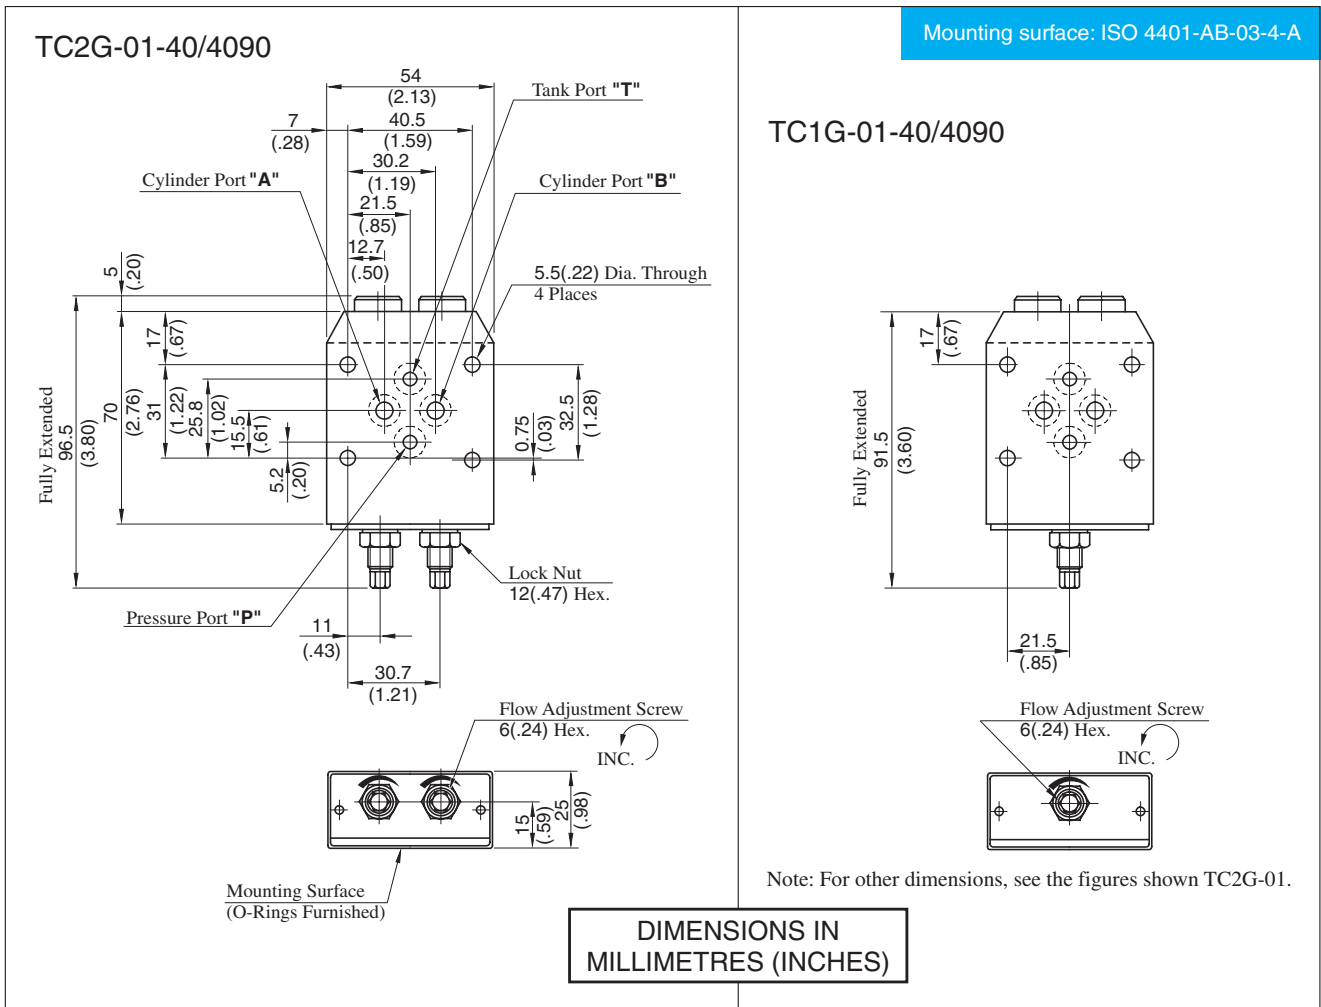 TC2G-01-40/4090
Mounting surface: ISO 4401-AB-03-4-A
TC1G-01-40/4090
54
(2.13)
Tank Port "T"
7
(.28)
40.5
(1.59)
30.2
(1.19)
Cylinder Port "A"
Cylinder Port "B"
21.5
(.85)
12.7
(.50)
5
(.20)
5.5(.22) Dia. Through
4 Places
17
(.67)
Fully Extended
96.5
(3.80)
70
(2.76)
31
(1.22)
25.8
(1.02)
15.5
(.61)
5.2
(.20)
0.75
(.03)
32.5
(1.28)
Lock Nut
12(.47) Hex.
Pressure Port "P"
11
(.43)
30.7
(1.21)
Flow Adjustment Screw
6(.24) Hex.
INC.
15
(.59)
25
(.98)
Mounting Surface
(O-Rings Furnished)
17
(.67)
Fully Extended
91.5
(3.60)
21.5
(.85)
Flow Adjustment Screw
6(.24) Hex.
INC.
Note: For other dimensions, see the figures shown TC2G-01.
DIMENSIONS IN
MILLIMETRES (INCHES)